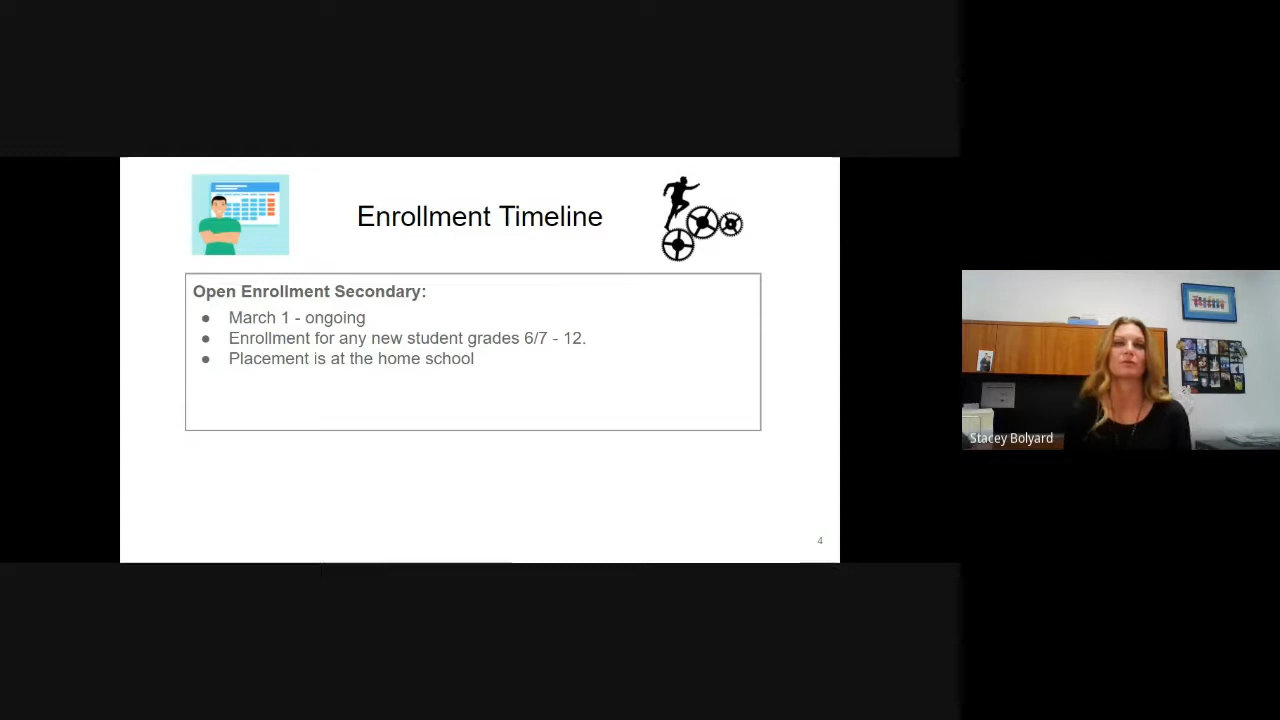 Enrollment Timeline
Open Enrollment Secondary:
● March 1 - ongoing
● Enrollment for any new student grades 6/7 - 12.
● Placement is at the home school
4
Stacey Bolyard